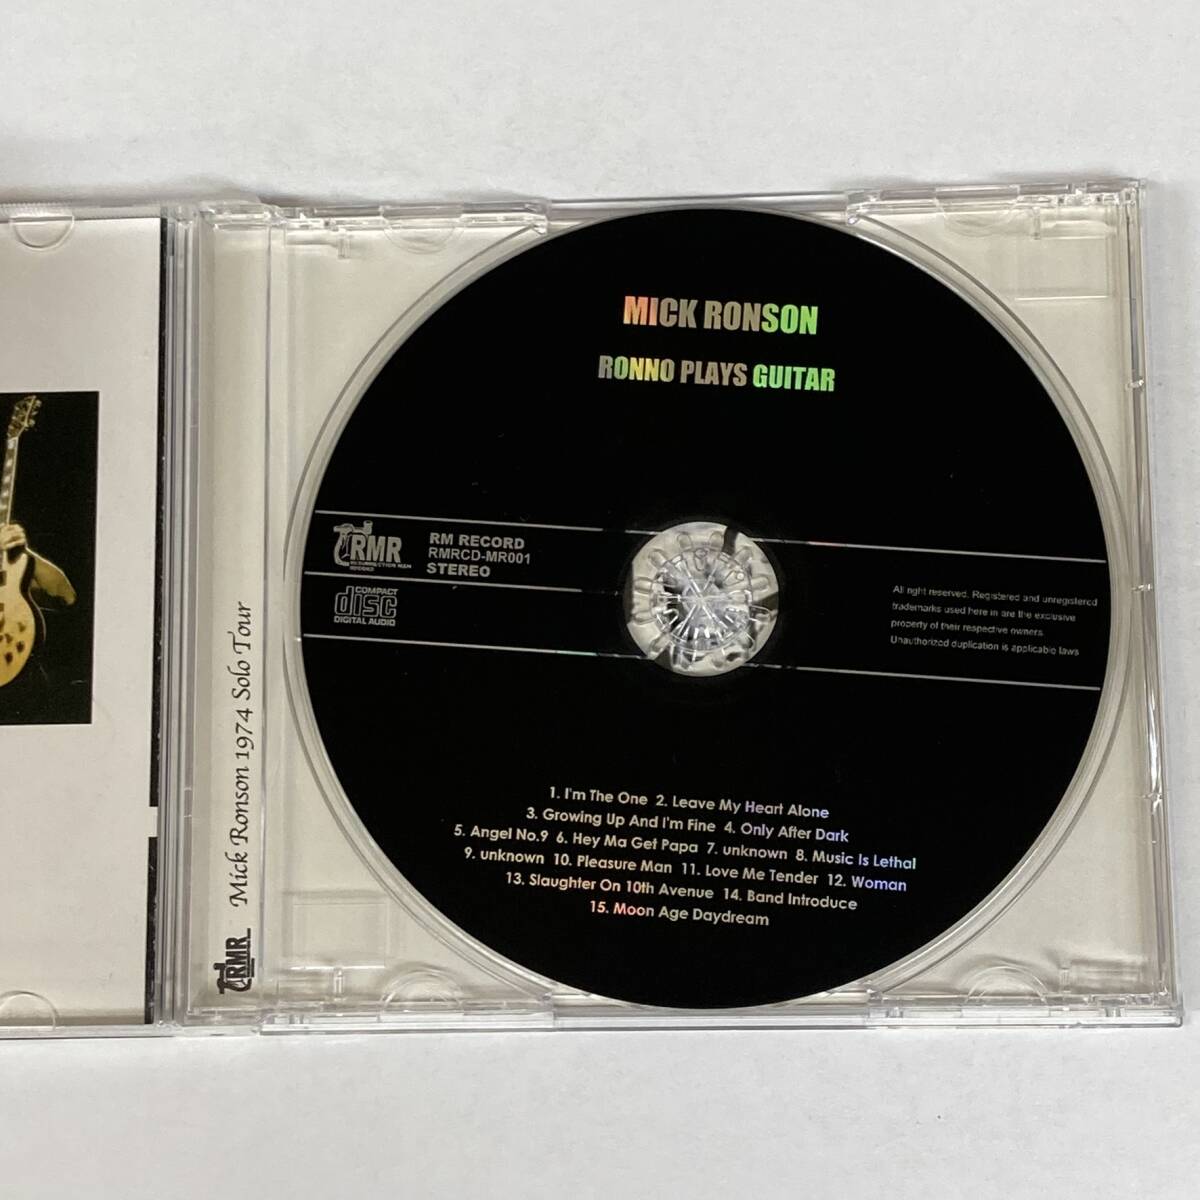 MICK RONSON
RONNO PLAYS GUITAR
RMR
RESURRECTION MAN
RECORD
RM RECORD
RMRCD-MR001
STEREO
COMPACT
disc
DIGITAL AUDIO
All right reserved. Registered and unregistered
trademarks used here in are the exclusive
property of their respective owners.
Unauthorized duplication is applicable laws
1. I'm The One 2. Leave My Heart Alone
3. Growing Up And I'm Fine 4. Only After Dark
5. Angel No.9 6. Hey Ma Get Papa 7. unknown 8. Music Is Lethal
9. unknown 10. Pleasure Man 11. Love Me Tender 12. Woman
13. Slaughter On 10th Avenue 14. Band Introduce
15. Moon Age Daydream
Mick Ronson 1974 Solo Tour
RMR